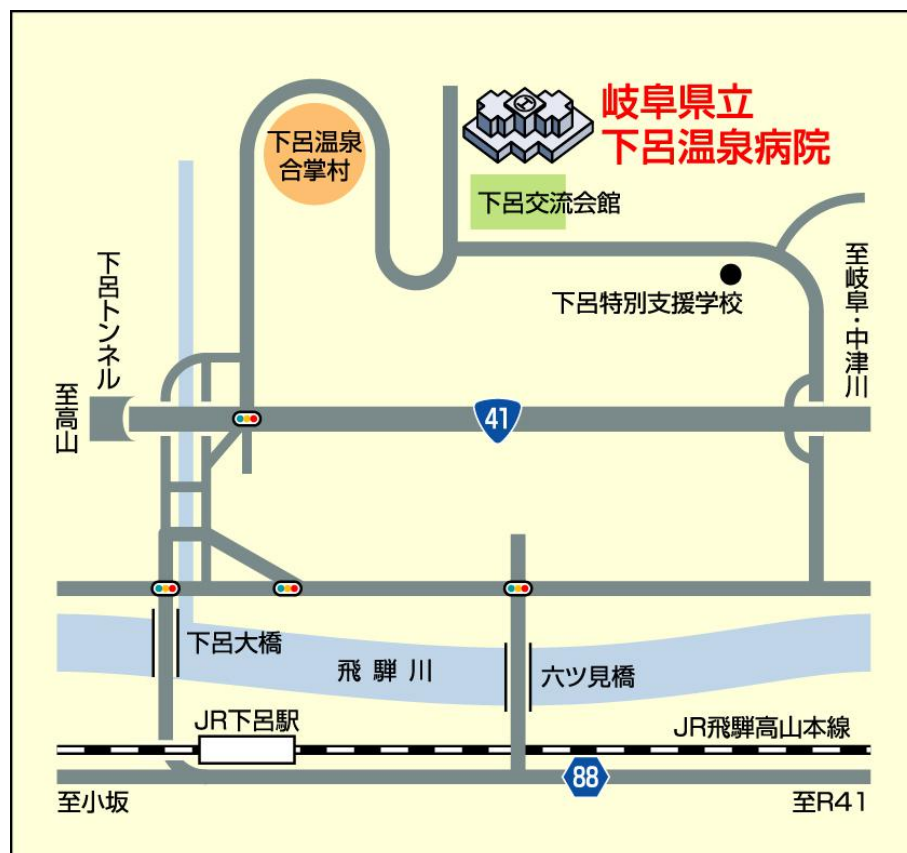 岐阜県立
下呂温泉病院
下呂温泉
合掌村
下呂交流会館
下呂特別支援学校
至岐阜・中津川
下呂トンネル
至高山
41
下呂大橋
飛騨川
六ツ見橋
JR下呂駅
JR飛騨高山本線
88
至小坂
至R41